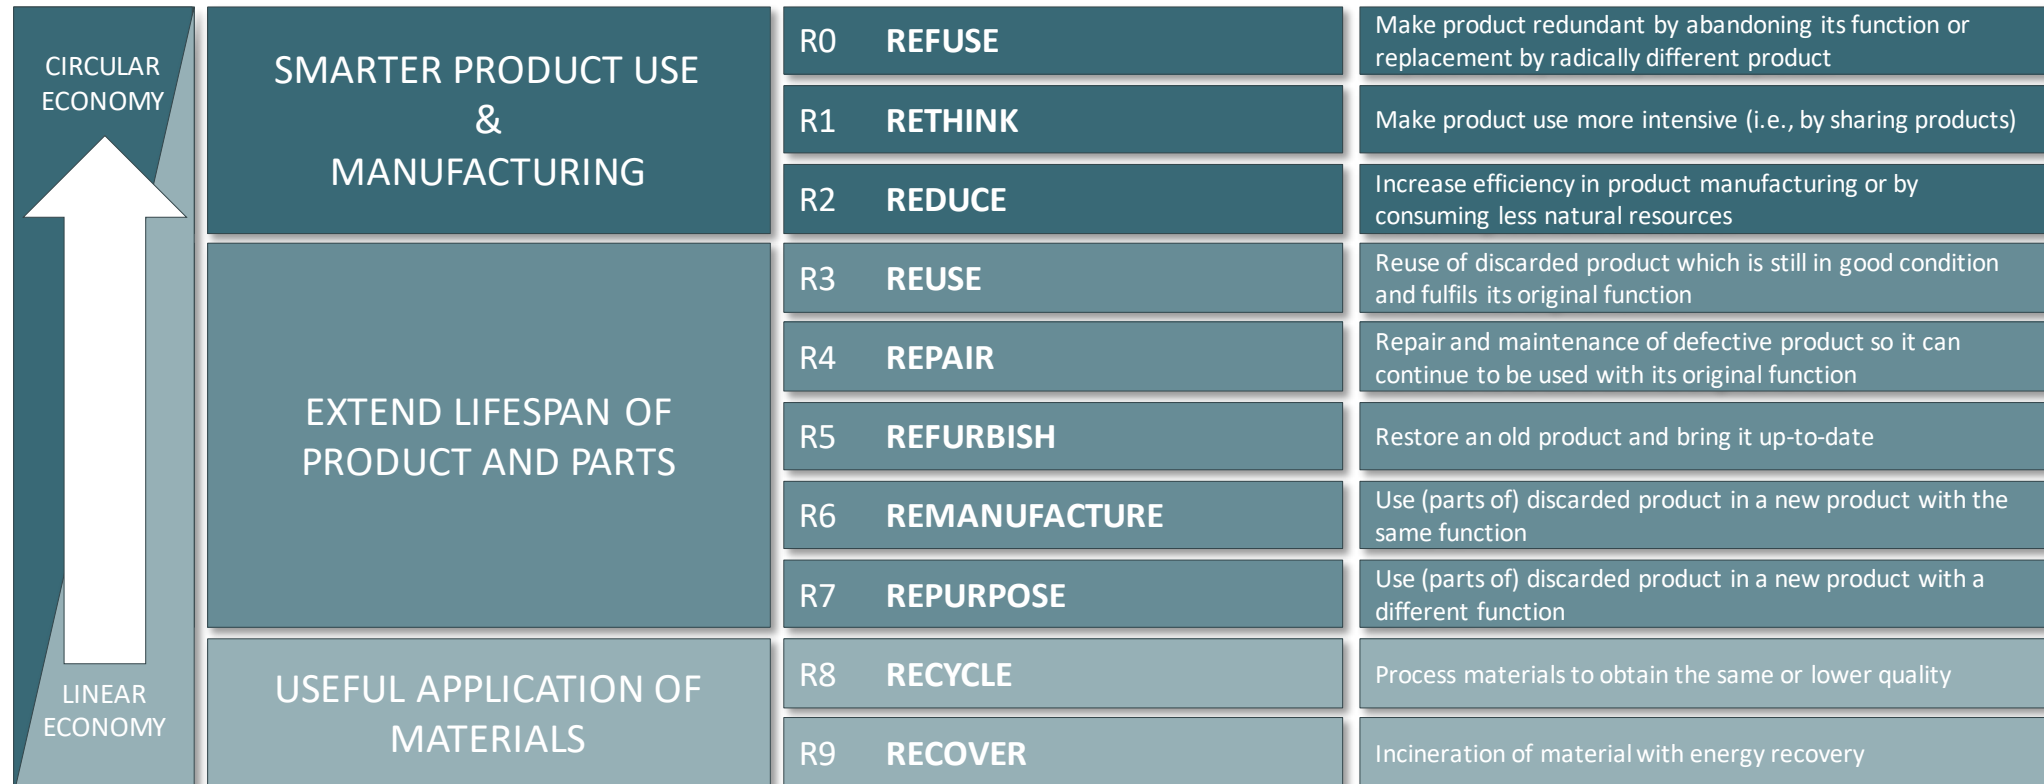 CIRCULAR
ECONOMY
LINEAR
ECONOMY
SMARTER PRODUCT USE
&
MANUFACTURING
R0 REFUSE
Make product redundant by abandoning its function or
replacement by radically different product
R1 RETHINK
Make product use more intensive (i.e., by sharing products)
R2 REDUCE
Increase efficiency in product manufacturing or by
consuming less natural resources
EXTEND LIFESPAN OF
PRODUCT AND PARTS
R3 REUSE
Reuse of discarded product which is still in good condition
and fulfils its original function
R4 REPAIR
Repair and maintenance of defective product so it can
continue to be used with its original function
R5 REFURBISH
Restore an old product and bring it up-to-date
R6 REMANUFACTURE
Use (parts of) discarded product in a new product with the
same function
R7 REPURPOSE
Use (parts of) discarded product in a new product with a
different function
USEFUL APPLICATION OF
MATERIALS
R8 RECYCLE
Process materials to obtain the same or lower quality
R9 RECOVER
Incineration of material with energy recovery